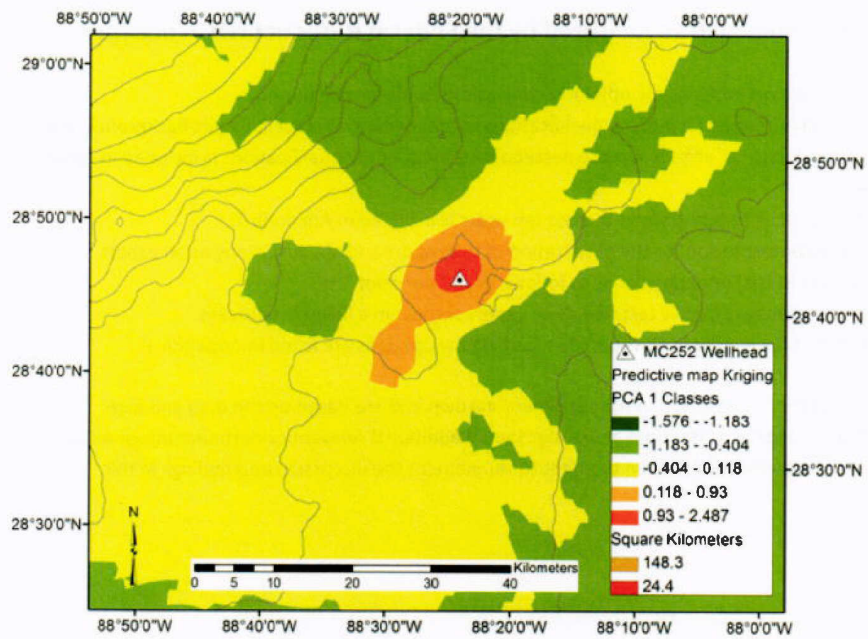 88°50'0"W 88°40'0"W 88°30'0"W 88°20'0"W 88°10'0"W 88°0'0"W
29°0'0"N
28°50'0"N
28°50'0"N
28°40'0"N
28°40'0"N
28°30'0"N
28°30'0"N
MC252 Wellhead
Predictive map Kriging
PCA 1 Classes
-1.576 - -1.183
-1.183 - -0.404
-0.404 - 0.118
0.118 - 0.93
0.93 - 2.487
Square Kilometers
148.3
24.4
N
Kilometers
0 5 10 20 30 40
88°50'0"W 88°40'0"W 88°30'0"W 88°20'0"W 88°10'0"W 88°0'0"W